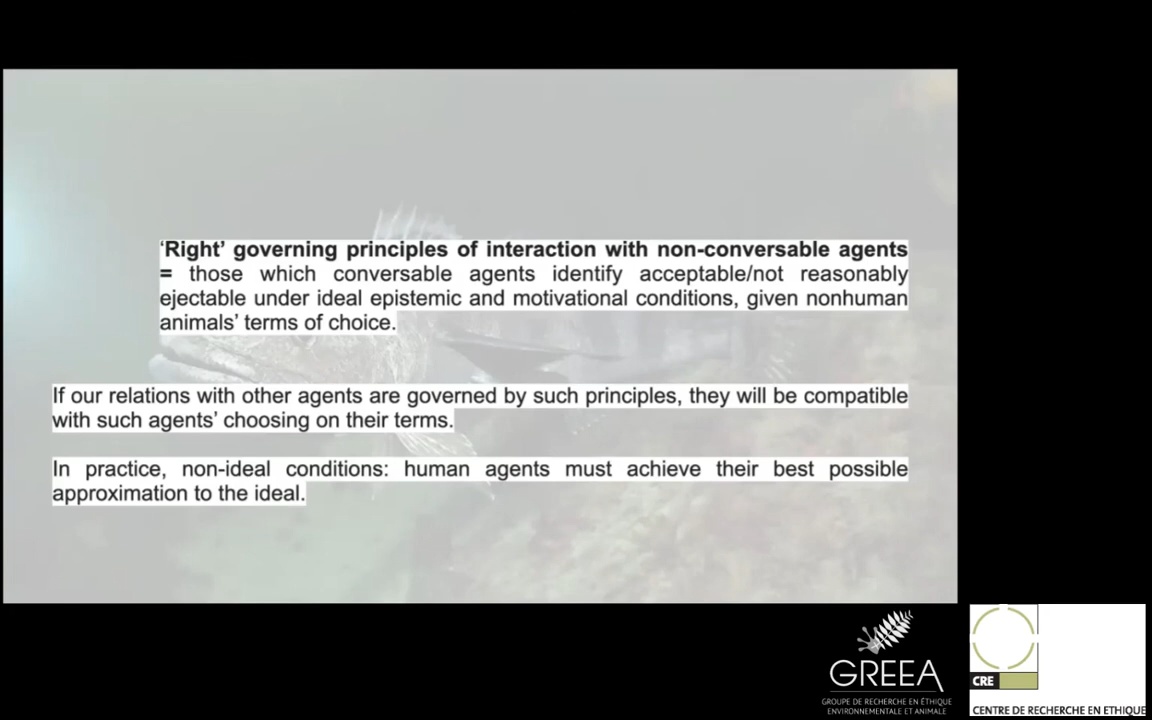 ‘Right’ governing principles of interaction with non-conversable agents
= those which conversable agents identify acceptable/not reasonably
ejectable under ideal epistemic and motivational conditions, given nonhuman
animals’ terms of choice.
If our relations with other agents are governed by such principles, they will be compatible
with such agents’ choosing on their terms.
In practice, non-ideal conditions: human agents must achieve their best possible
approximation to the ideal.
GREEA
GROUPE DE RECHERCHE EN ÉTHIQUE
ENVIRONNEMENTALE ET ANIMALE
CRE
CENTRE DE RECHERCHE EN ETHIQUE